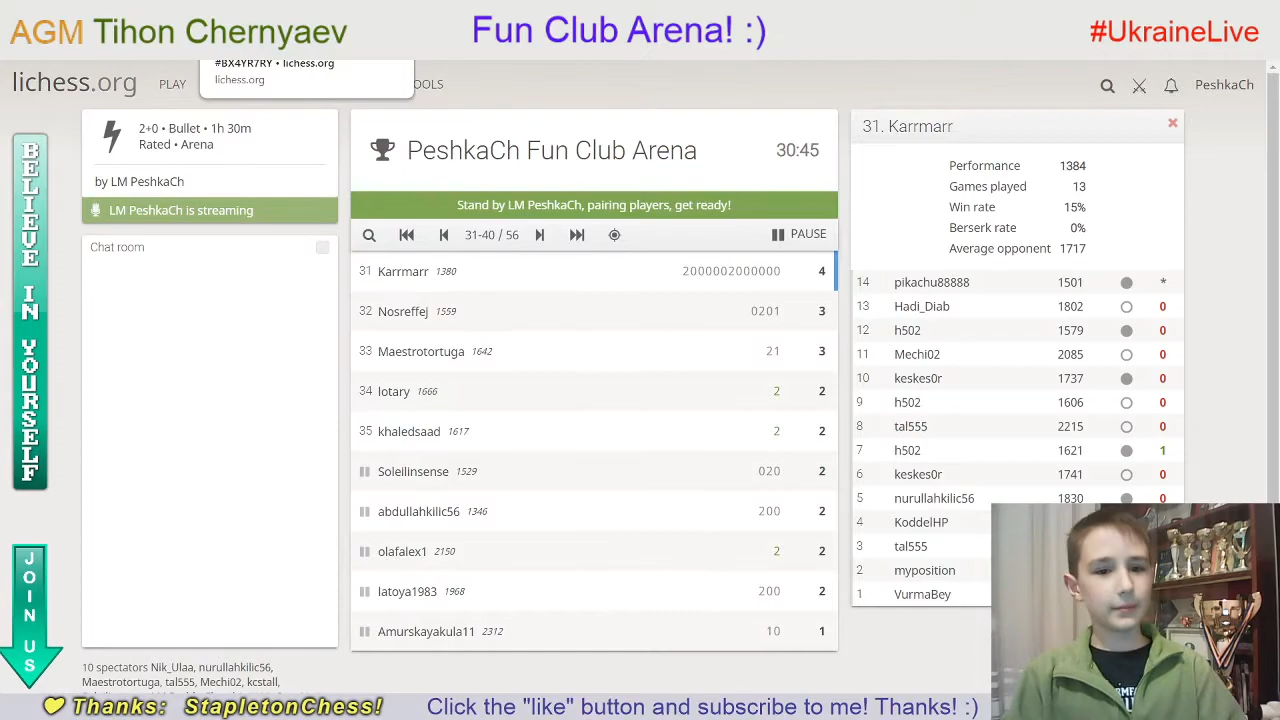 AGM Tihon Chernyaev
Fun Club Arena! :)
#UkraineLive
lichess.org
PLAY
#BX4YR7RY • lichess.org
lichess.org
OOLS
PeshkaCh
BELIEVE IN YOURSELF
JOIN US
2+0 • Bullet • 1h 30m
Rated • Arena
by LM PeshkaCh
LM PeshkaCh is streaming
Chat room
10 spectators Nik_Ulaa, nurullahkilic56,
Maestrotortuga, tal555, Mechi02, kcstall,
PeshkaCh Fun Club Arena 30:45
Stand by LM PeshkaCh, pairing players, get ready!
31-40 / 56 PAUSE
31 Karrmarr 1380 2000002000000 4
32 Nosreffej 1559 0201 3
33 Maestrotortuga 1642 21 3
34 lotary 1666 2 2
35 khaledsaad 1617 2 2
Soleilinsense 1529 020 2
abdullahkilic56 1346 200 2
olafalex1 2150 2 2
latoya1983 1968 200 2
Amurskayakula11 2312 10 1
31. Karrmarr
Performance 1384
Games played 13
Win rate 15%
Berserk rate 0%
Average opponent 1717
14 pikachu88888 1501 *
13 Hadi_Diab 1802 0
12 h502 1579 0
11 Mechi02 2085 0
10 keskes0r 1737 0
9 h502 1606 0
8 tal555 2215 0
7 h502 1621 1
6 keskes0r 1741 0
5 nurullahkilic56 1830 0
4 KoddelHP
3 tal555
2 myposition
1 VurmaBey
Thanks: StapletonChess!
Click the "like" button and subscribe to me! Thanks! :)